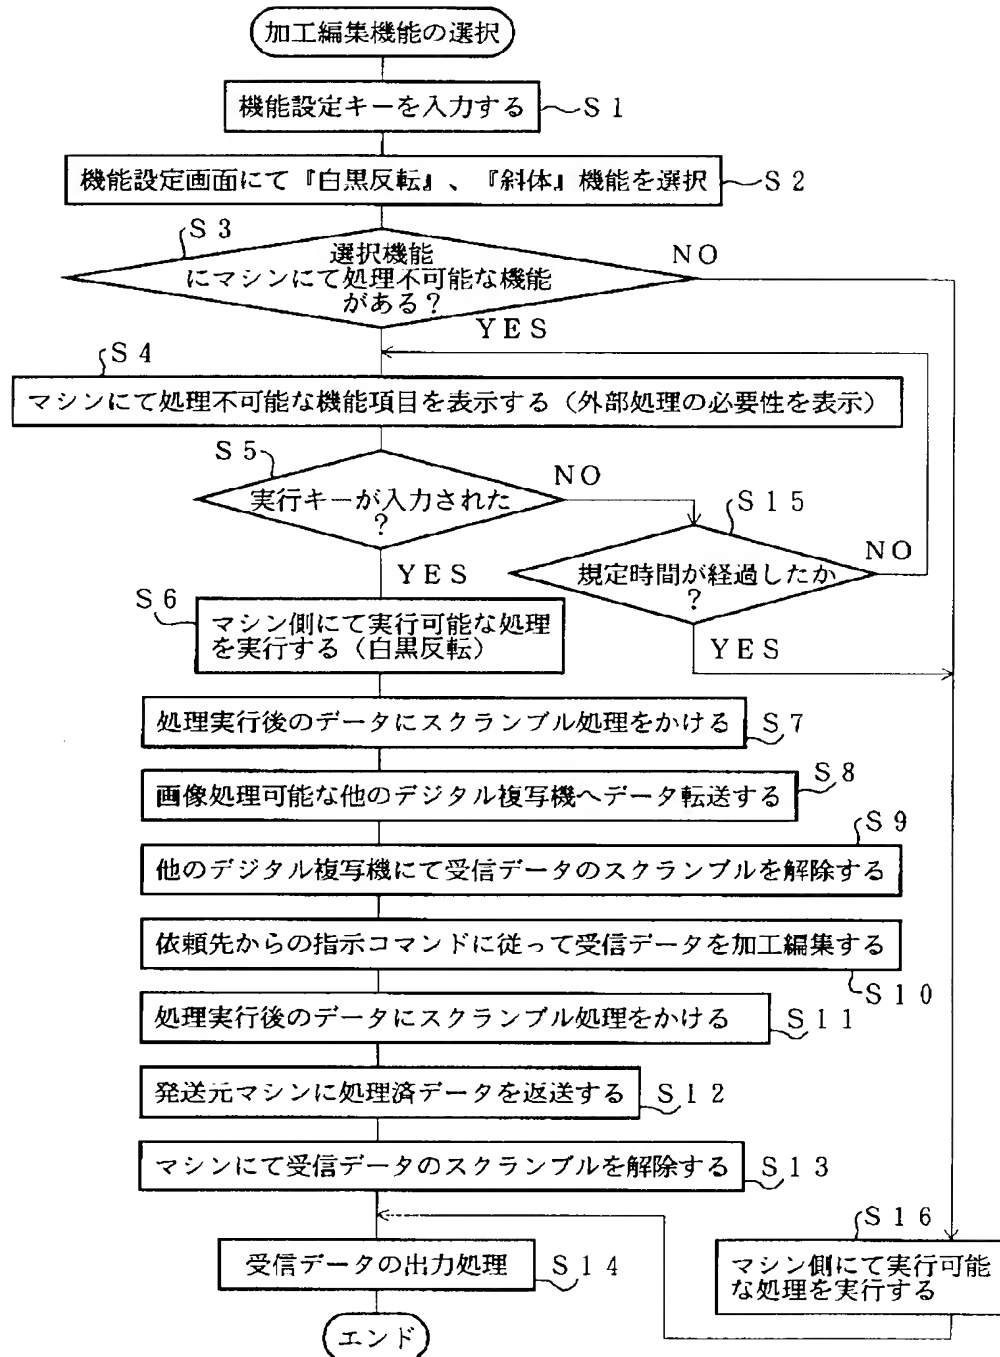 加工編集機能の選択
機能設定キーを入力する
S1
機能設定画面にて『白黒反転』、『斜体』機能を選択
S2
S3
選択機能
にマシンにて処理不可能な機能
がある?
NO
YES
S4
マシンにて処理不可能な機能項目を表示する(外部処理の必要性を表示)
S5
実行キーが入力された
?
NO
YES
S15
規定時間が経過したか
?
NO
YES
S6
マシン側にて実行可能な処理
を実行する(白黒反転)
処理実行後のデータにスクランブル処理をかける
S7
画像処理可能な他のデジタル複写機へデータ転送する
S8
S9
他のデジタル複写機にて受信データのスクランブルを解除する
依頼先からの指示コマンドに従って受信データを加工編集する
S10
処理実行後のデータにスクランブル処理をかける
S11
発送元マシンに処理済データを返送する
S12
マシンにて受信データのスクランブルを解除する
S13
S16
マシン側にて実行可能
な処理を実行する
受信データの出力処理
S14
エンド